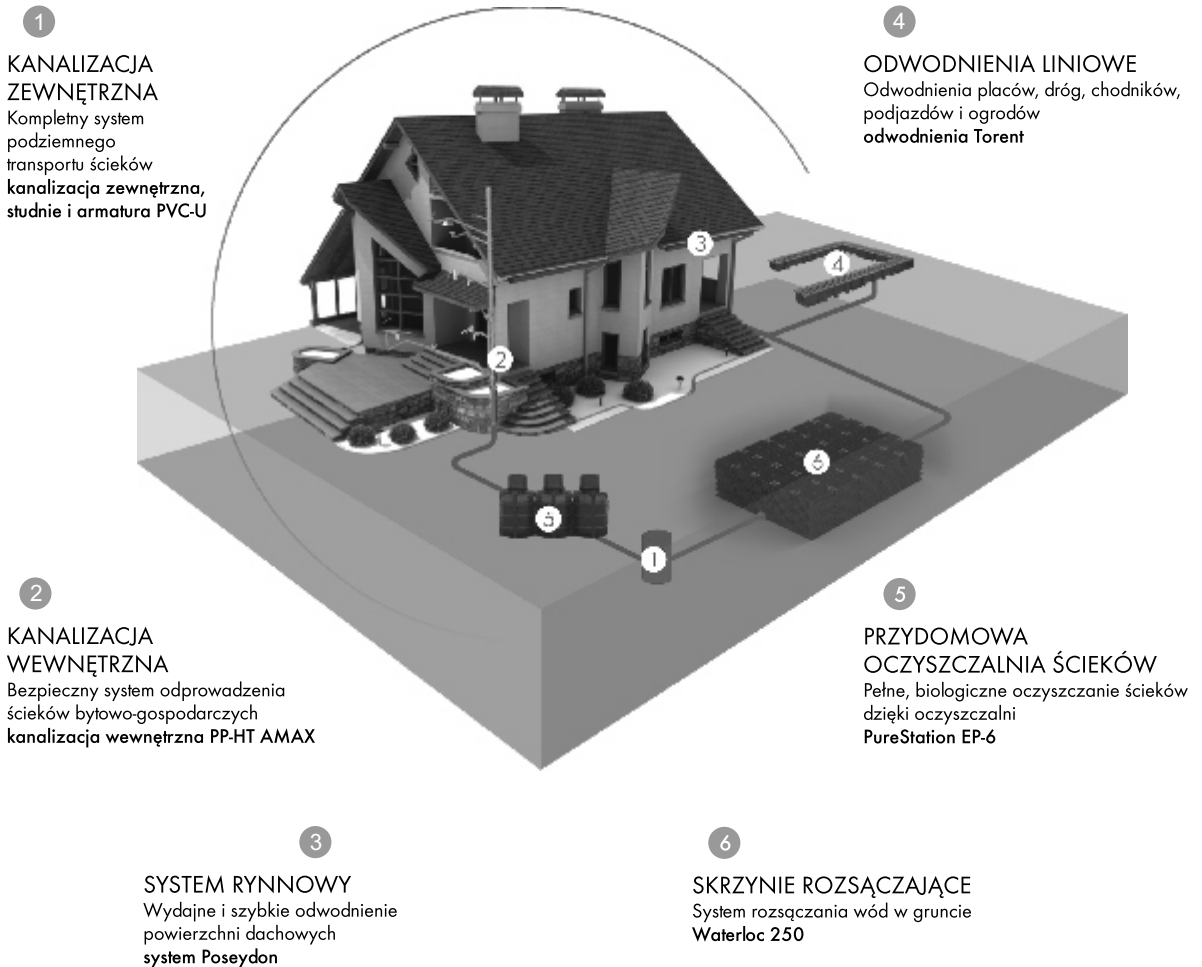 1
KANALIZACJA
ZEWNĘTRZNA
Kompletny system
podziemnego
transportu ścieków
kanalizacja zewnętrzna,
studnie i armatura PVC-U
4
ODWODNIENIA LINIOWE
Odwodnienia placów, dróg, chodników,
podjazdów i ogrodów
odwodnienia Torent
3
4
2
6
5
1
2
KANALIZACJA
WEWNĘTRZNA
Bezpieczny system odprowadzenia
ścieków bytowo-gospodarczych
kanalizacja wewnętrzna PP-HT AMAX
5
PRZYDOMOWA
OCZYSZCZALNIA ŚCIEKÓW
Pełne, biologiczne oczyszczanie ścieków
dzięki oczyszczalni
PureStation EP-6
3
SYSTEM RYNNOWY
Wydajne i szybkie odwodnienie
powierzchni dachowych
system Poseydon
6
SKRZYNIE ROZSĄCZAJĄCE
System rozsączania wód w gruncie
Waterloc 250